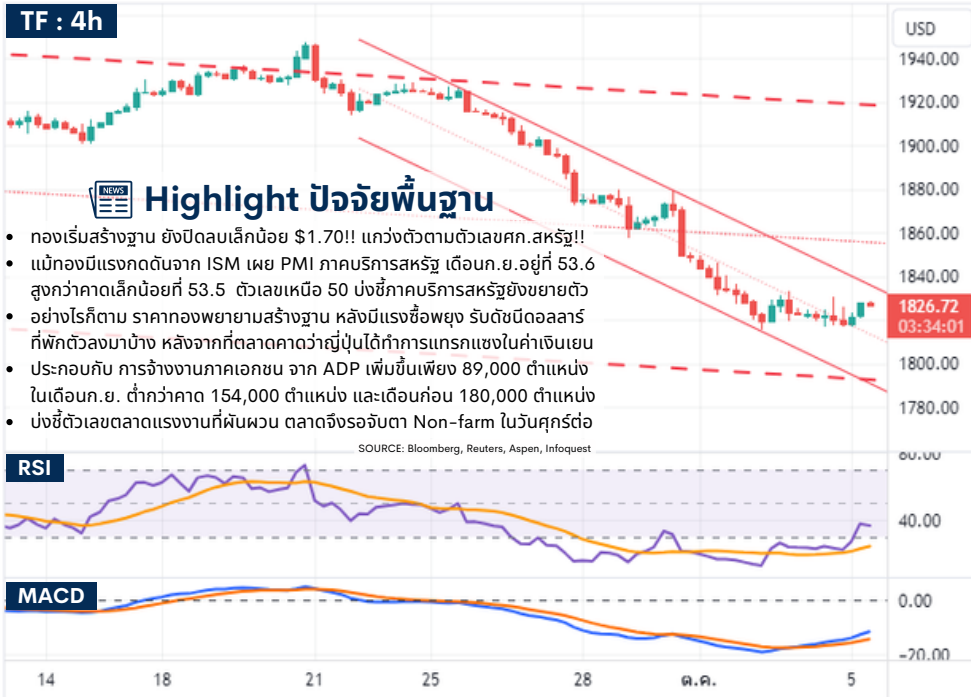 TF : 4h
USD
1940.00
1920.00
1900.00
1880.00
1860.00
1840.00
1826.72
03:34:01
1800.00
1780.00
NEWS
Highlight ปัจจัยพื้นฐาน
• ทองเริ่มสร้างฐาน ยังปิดลบเล็กน้อย $1.70!! แกว่งตัวตามตัวเลขศก.สหรัฐ!!
• แม้ทองมีแรงกดดันจาก ISM เผย PMI ภาคบริการสหรัฐ เดือนก.ย.อยู่ที่ 53.6
สูงกว่าคาดเล็กน้อยที่ 53.5 ตัวเลขเหนือ 50 บ่งชี้ภาคบริการสหรัฐยังขยายตัว
• อย่างไรก็ตาม ราคาทองพยายามสร้างฐาน หลังมีแรงซื้อพยุง รับดัชนีดอลลาร์
ที่พักตัวลงมาบ้าง หลังจากที่ตลาดคาดว่าญี่ปุ่นได้ทำการแทรกแซงในค่าเงินเยน
• ประกอบกับ การจ้างงานภาคเอกชน จาก ADP เพิ่มขึ้นเพียง 89,000 ตำแหน่ง
ในเดือนก.ย. ต่ำกว่าคาด 154,000 ตำแหน่ง และเดือนก่อน 180,000 ตำแหน่ง
• บ่งชี้ตัวเลขตลาดแรงงานที่ผันผวน ตลาดจึงรอจับตา Non-farm ในวันศุกร์ต่อ
SOURCE: Bloomberg, Reuters, Aspen, Infoquest
RSI
40.00
MACD
0.00
-20.00
14 18 21 25 28 ต.ค. 5